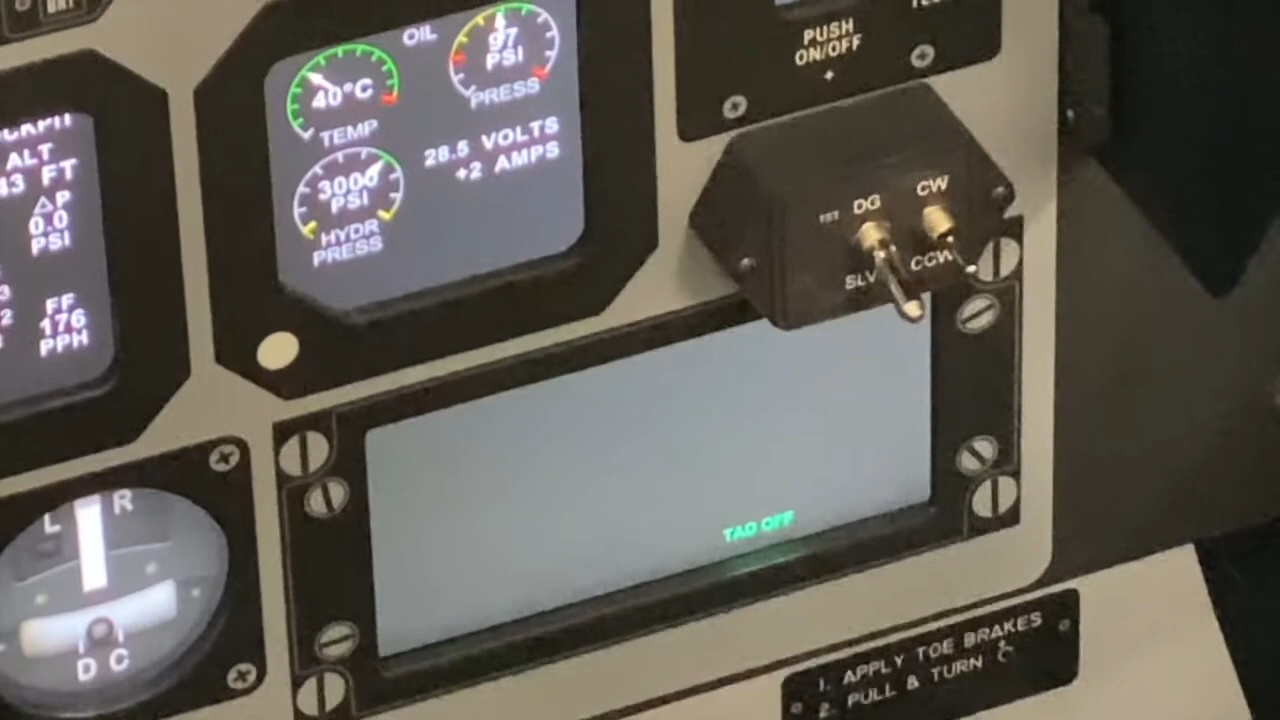 ALT
43 FT
ΔP
0.0
PSI
FF
176
PPH
OIL
40°C
TEMP
97
PSI
PRESS
3000
PSI
HYDR
PRESS
28.5 VOLTS
+2 AMPS
PUSH
ON/OFF
DG
CW
SLV
CCW
TAD OFF
L R
D C
1. APPLY TOE BRAKES
2. PULL & TURN